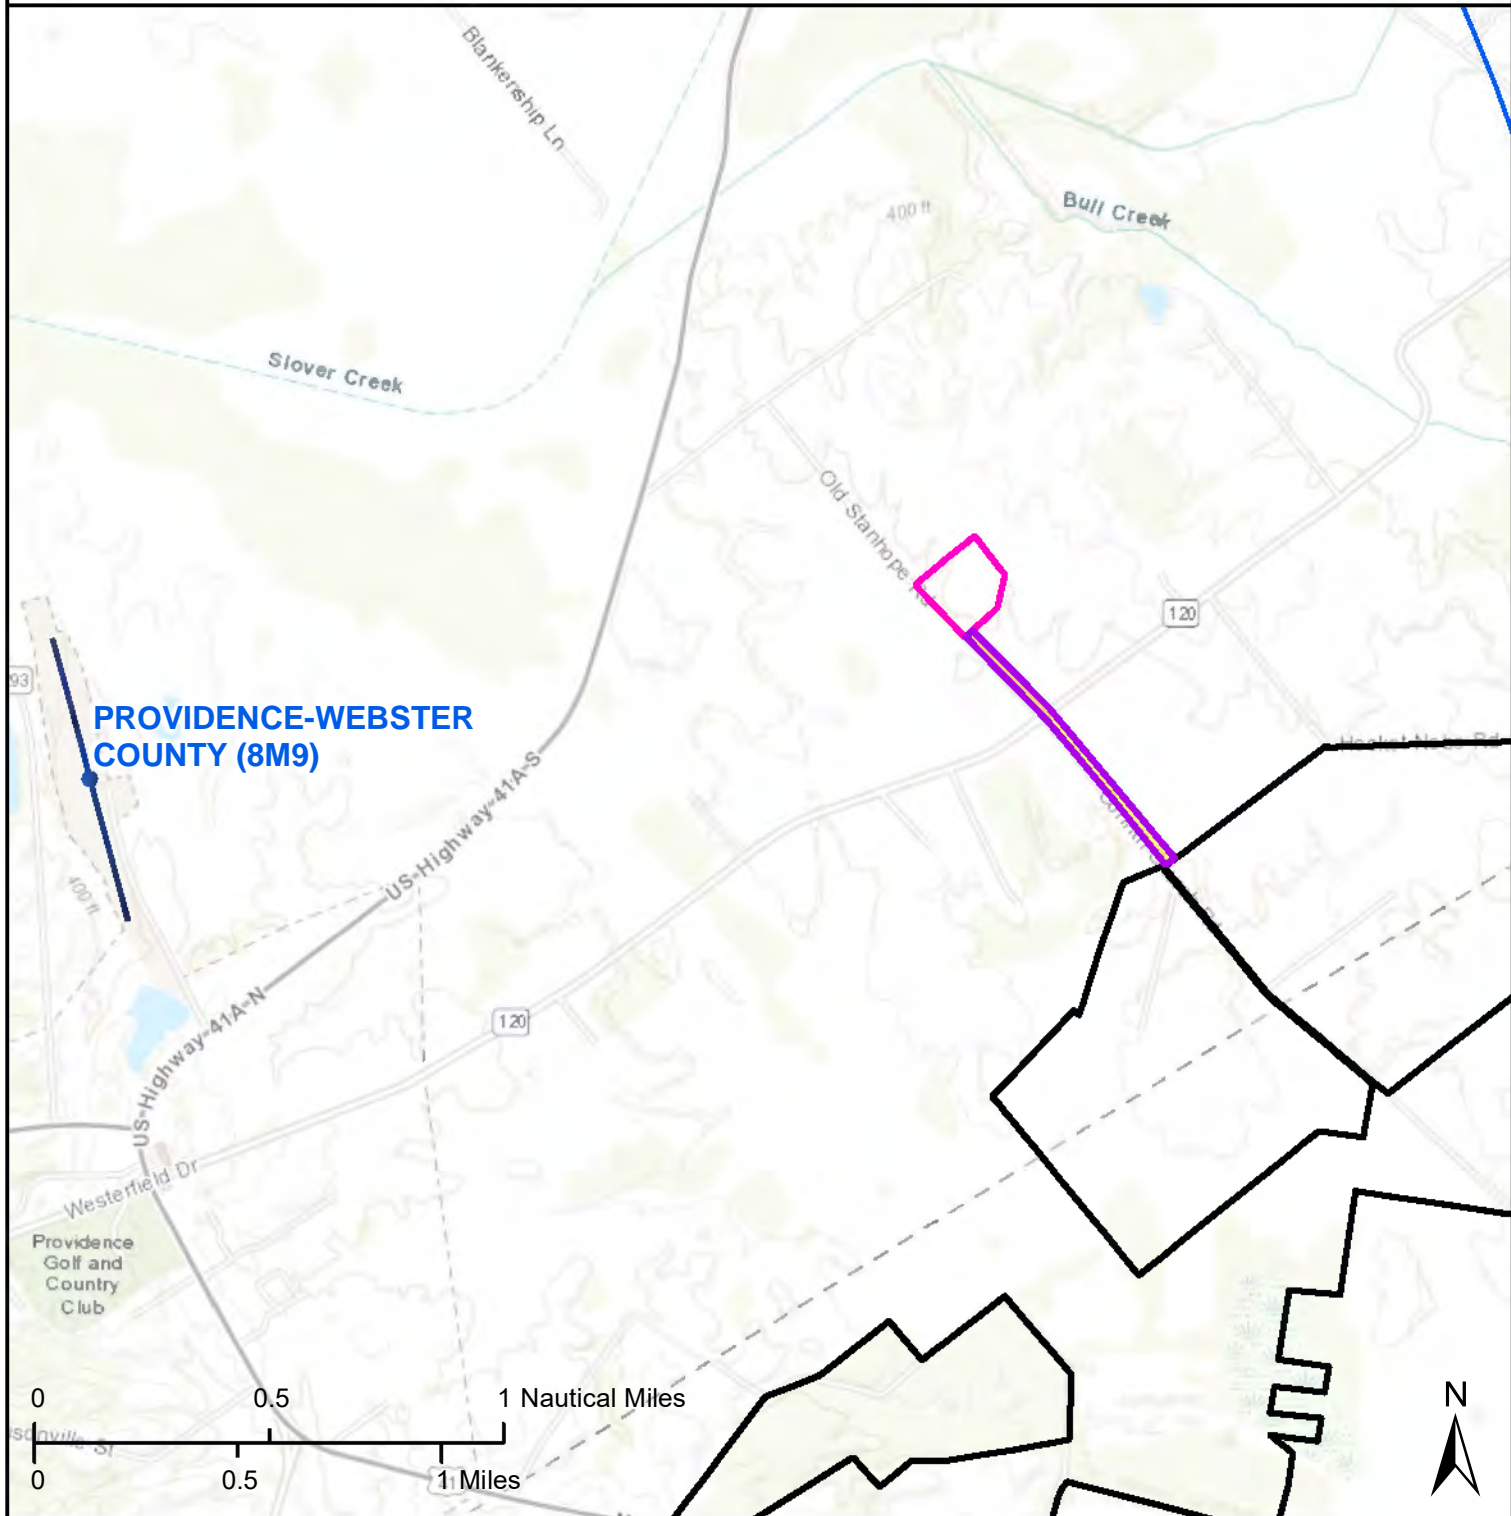 Blankenship Ln
Bull Creek
400 ft
Slover Creek
Old Stanhope Rd
120
93
PROVIDENCE-WEBSTER
COUNTY (8M9)
US-Highway-41A-S
400 ft
US-Highway-41A-N
120
Westerfield Dr
Providence
Golf and
Country
Club
0 0.5 1 Nautical Miles
0 0.5 1 Miles
N